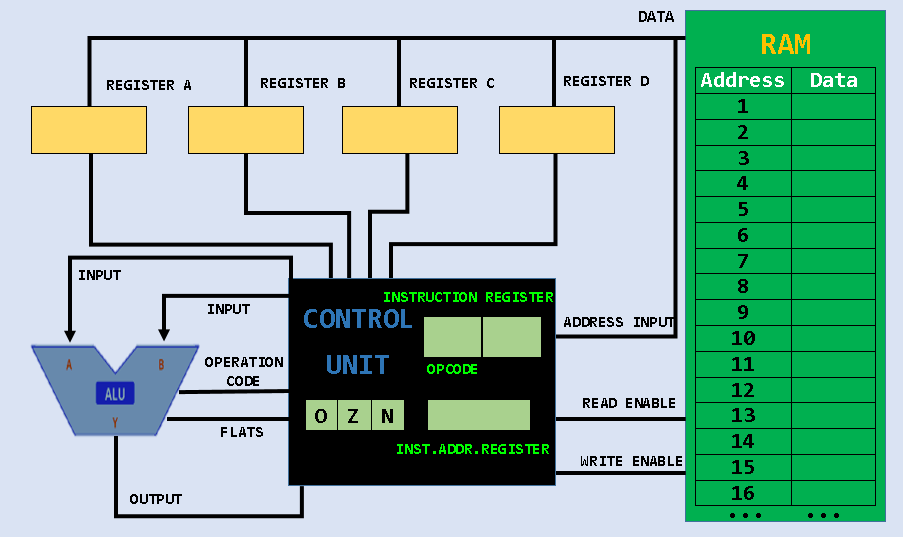 DATA
RAM
REGISTER A
REGISTER B
REGISTER C
REGISTER D
Address Data
1
2
3
4
5
6
7
8
9
10
11
12
13
14
15
16
... ...
INPUT
INPUT
INSTRUCTION REGISTER
CONTROL
UNIT
OPCODE
ADDRESS INPUT
A
B
ALU
Y
OPERATION
CODE
O Z N
READ ENABLE
FLATS
INST.ADDR.REGISTER
WRITE ENABLE
OUTPUT